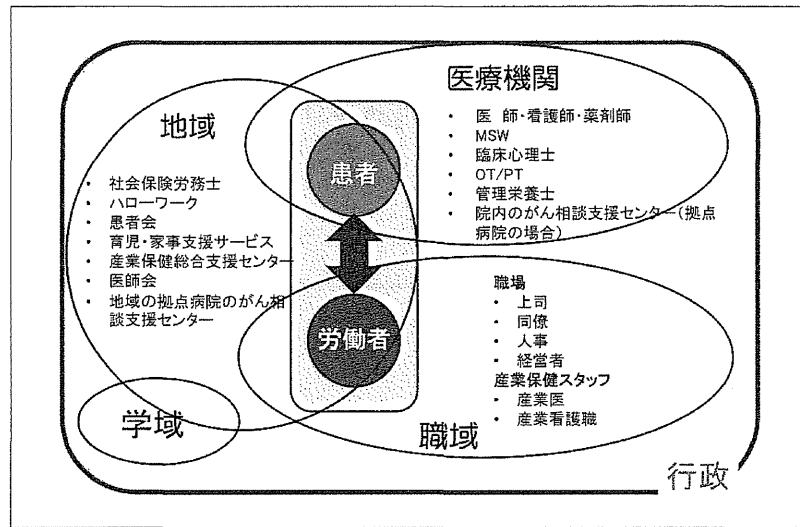 医療機関
・ 医 師・看護師・薬剤師
・ MSW
・ 臨床心理士
・ OT/PT
・ 管理栄養士
・ 院内のがん相談支援センター(拠点
病院の場合)
地域
・ 社会保険労務士
・ ハローワーク
・ 患者会
・ 育児・家事支援サービス
・ 産業保健総合支援センター
・ 医師会
・ 地域の拠点病院のがん相
談支援センター
患者
労働者
職場
・ 上司
・ 同僚
・ 人事
・ 経営者
産業保健スタッフ
・ 産業医
・ 産業看護職
職域
学域
行政